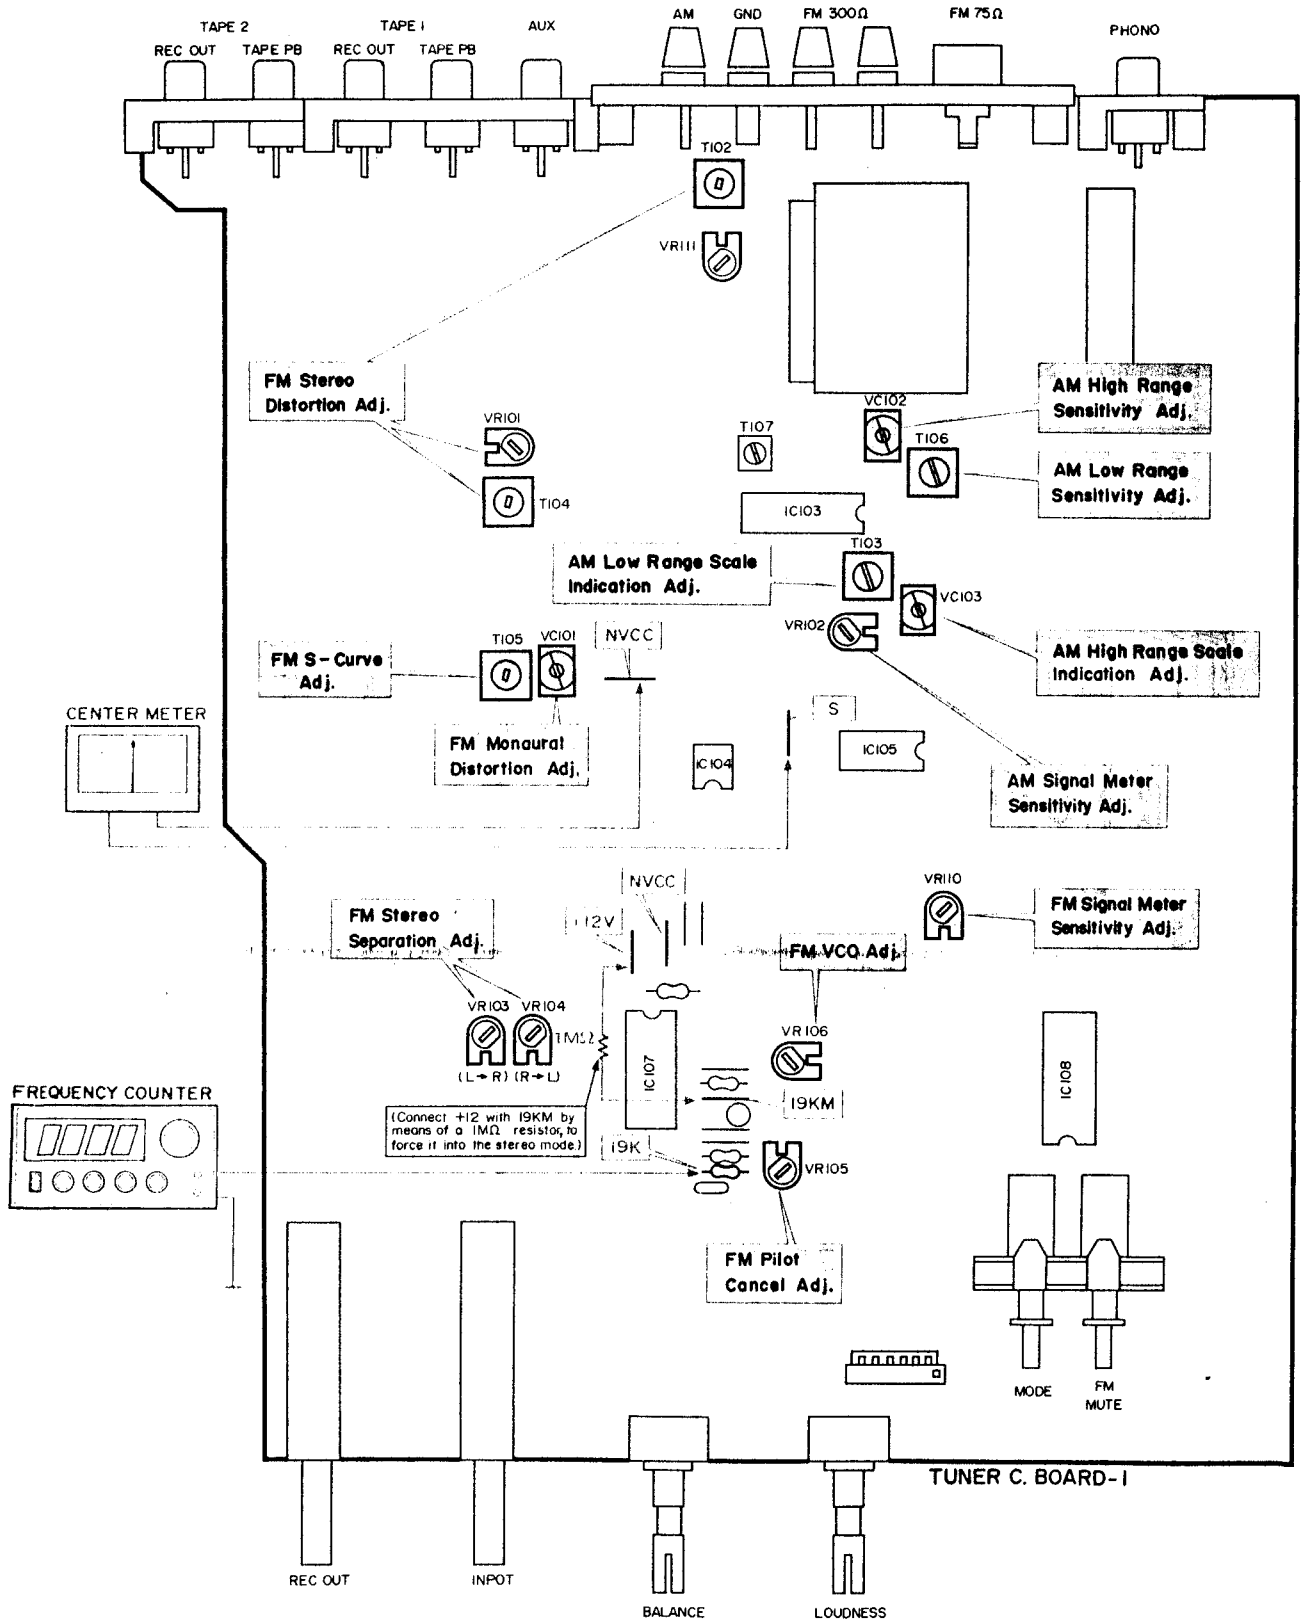 TAPE 2
TAPE 1
AUX
AM
GND
FM 300Ω
FM 75Ω
PHONO
REC OUT
TAPE PB
REC OUT
TAPE PB
T102
VR111
FM Stereo
Distortion Adj.
VR101
T104
VC102
AM High Range
Sensitivity Adj.
T107
T106
AM Low Range
Sensitivity Adj.
IC103
AM Low Range Scale
Indication Adj.
T103
VC103
VR102
AM High Range Scale
Indication Adj.
FM S-Curve
Adj.
T105
VC101
NVCC
CENTER METER
FM Monaural
Distortion Adj.
S
IC104
IC105
AM Signal Meter
Sensitivity Adj.
NVCC
VR110
FM Signal Meter
Sensitivity Adj.
FM Stereo
Separation Adj.
+12V
FM VCO Adj.
VR103
VR104
1MΩ
(L→R)
(R→L)
IC107
VR106
IC108
19KM
FREQUENCY COUNTER
(Connect +12 with 19KM by
means of a 1MΩ resistor, to
force it into the stereo mode.)
19K
VR105
FM Pilot
Cancel Adj.
MODE
FM
MUTE
TUNER C. BOARD-1
REC OUT
INPOT
BALANCE
LOUDNESS